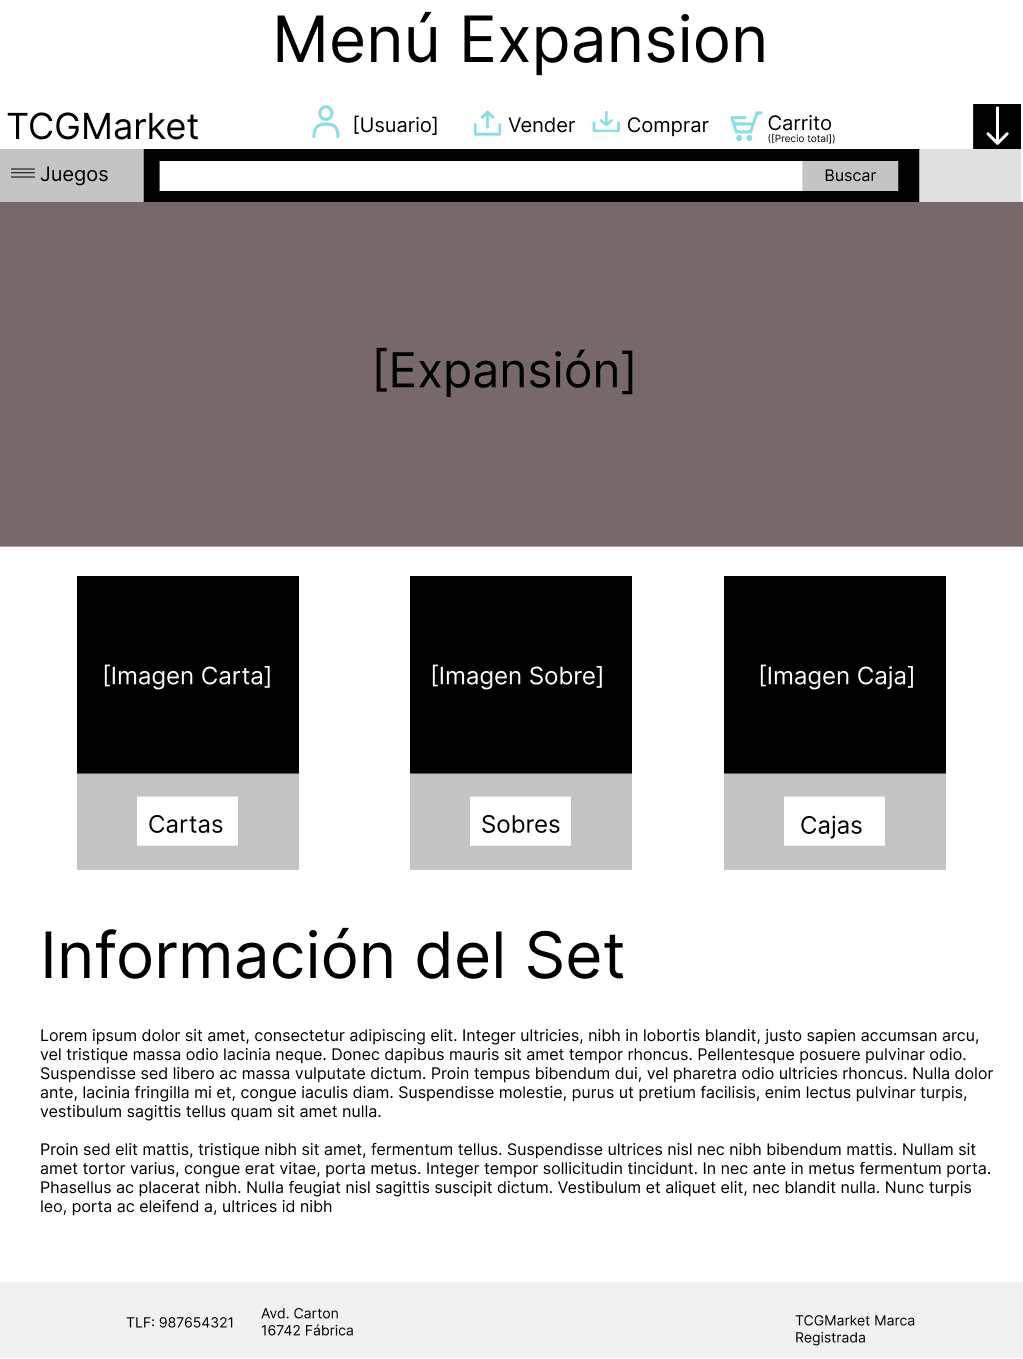 Menú Expansion
TCGMarket
[Usuario]
Vender
Comprar
Carrito
([Precio total])
Juegos
Buscar
[Expansión]
[Imagen Carta]
[Imagen Sobre]
[Imagen Caja]
Cartas
Sobres
Cajas
Información del Set
Lorem ipsum dolor sit amet, consectetur adipiscing elit. Integer ultricies, nibh in lobortis blandit, justo sapien accumsan arcu,
vel tristique massa odio lacinia neque. Donec dapibus mauris sit amet tempor rhoncus. Pellentesque posuere pulvinar odio.
Suspendisse sed libero ac massa vulputate dictum. Proin tempus bibendum dui, vel pharetra odio ultricies rhoncus. Nulla dolor
ante, lacinia fringilla mi et, congue iaculis diam. Suspendisse molestie, purus ut pretium facilisis, enim lectus pulvinar turpis,
vestibulum sagittis tellus quam sit amet nulla.
Proin sed elit mattis, tristique nibh sit amet, fermentum tellus. Suspendisse ultrices nisl nec nibh bibendum mattis. Nullam sit
amet tortor varius, congue erat vitae, porta metus. Integer tempor sollicitudin tincidunt. In nec ante in metus fermentum porta.
Phasellus ac placerat nibh. Nulla feugiat nisl sagittis suscipit dictum. Vestibulum et aliquet elit, nec blandit nulla. Nunc turpis
leo, porta ac eleifend a, ultrices id nibh
TLF: 987654321
Avd. Carton
16742 Fábrica
TCGMarket Marca
Registrada